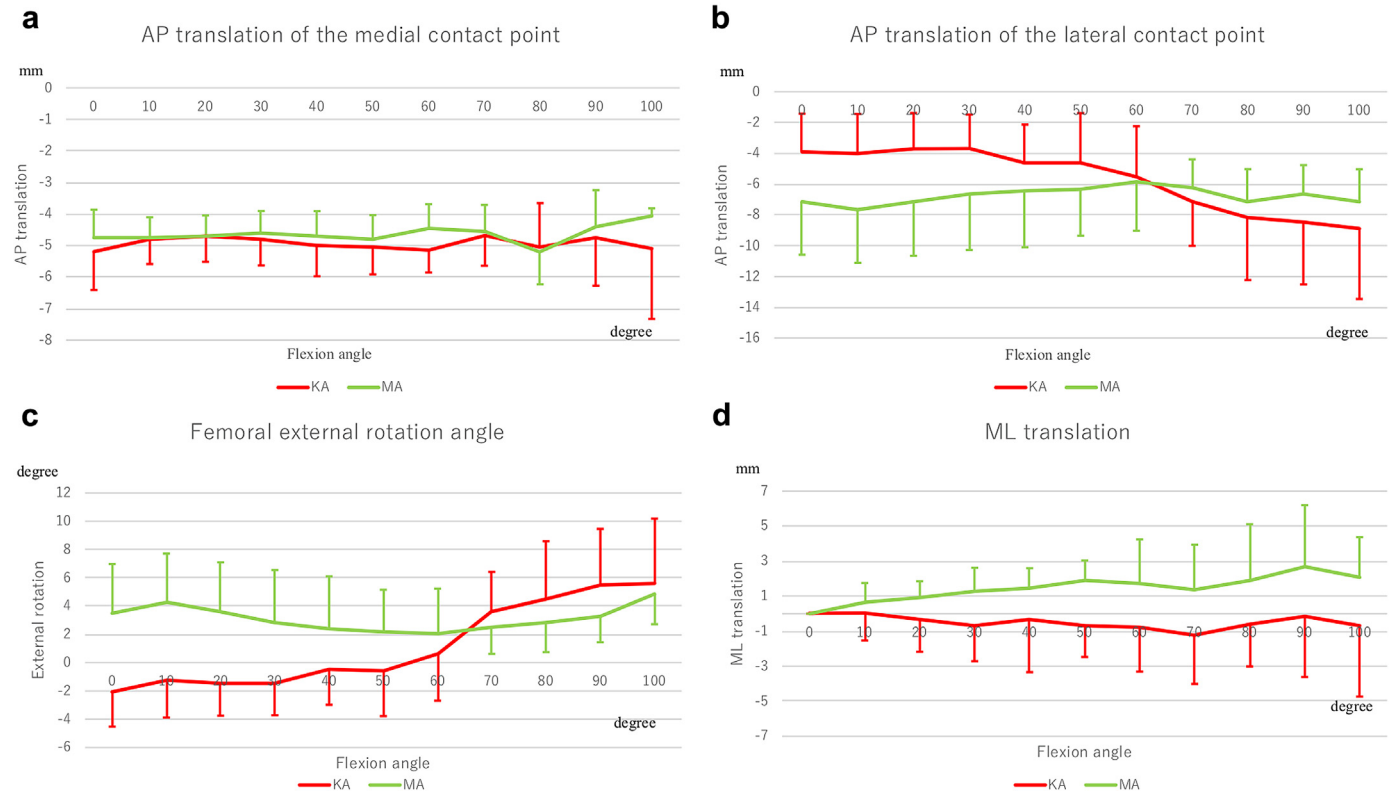 a
AP translation of the medial contact point
mm
0
0 10 20 30 40 50 60 70 80 90 100
-1
-2
-3
-4
-5
-6
-7
-8
AP translation
degree
Flexion angle
KA MA
b
AP translation of the lateral contact point
mm
0
0 10 20 30 40 50 60 70 80 90 100
-2
-4
-6
-8
-10
-12
-14
-16
AP translation
degree
Flexion angle
KA MA
c
Femoral external rotation angle
degree
12
10
8
6
4
2
0
0 10 20 30 40 50 60 70 80 90 100
-2
-4
-6
External rotation
degree
Flexion angle
KA MA
d
ML translation
mm
7
5
3
1
-1
0 10 20 30 40 50 60 70 80 90 100
-3
-5
-7
ML translation
degree
Flexion angle
KA MA